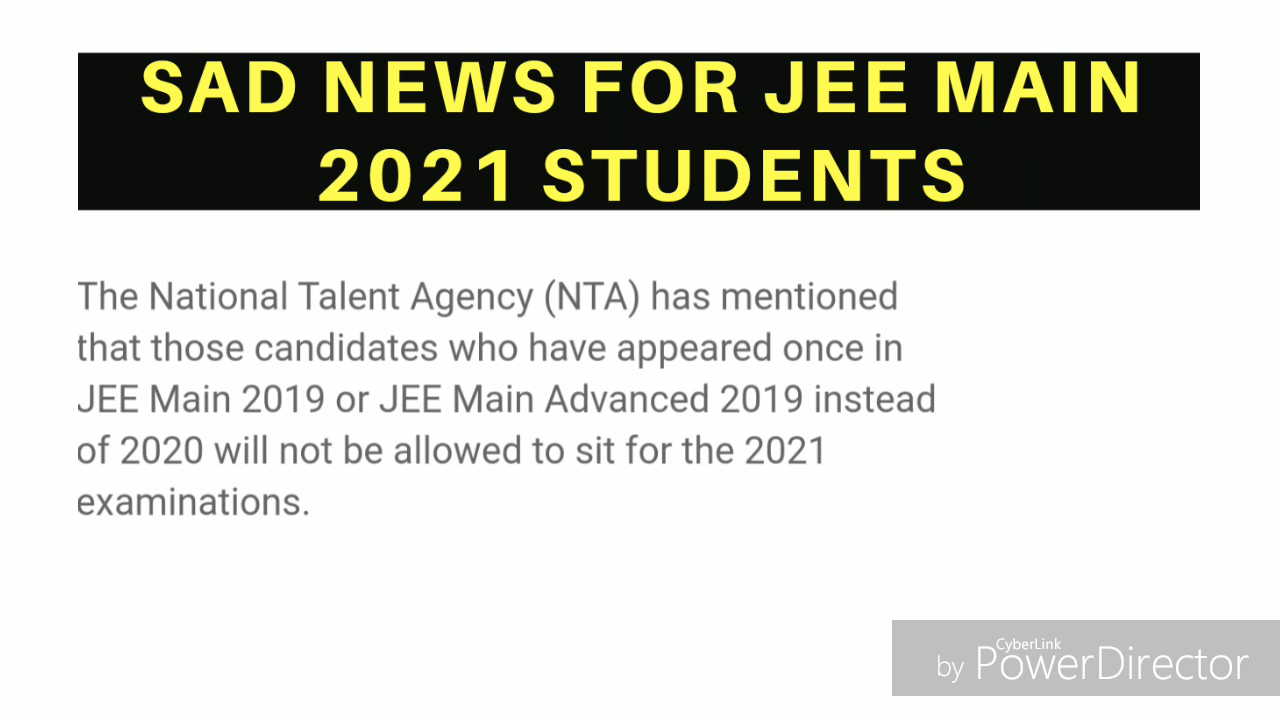 SAD NEWS FOR JEE MAIN
2021 STUDENTS
The National Talent Agency (NTA) has mentioned
that those candidates who have appeared once in
JEE Main 2019 or JEE Main Advanced 2019 instead
of 2020 will not be allowed to sit for the 2021
examinations.
CyberLink
by PowerDirector